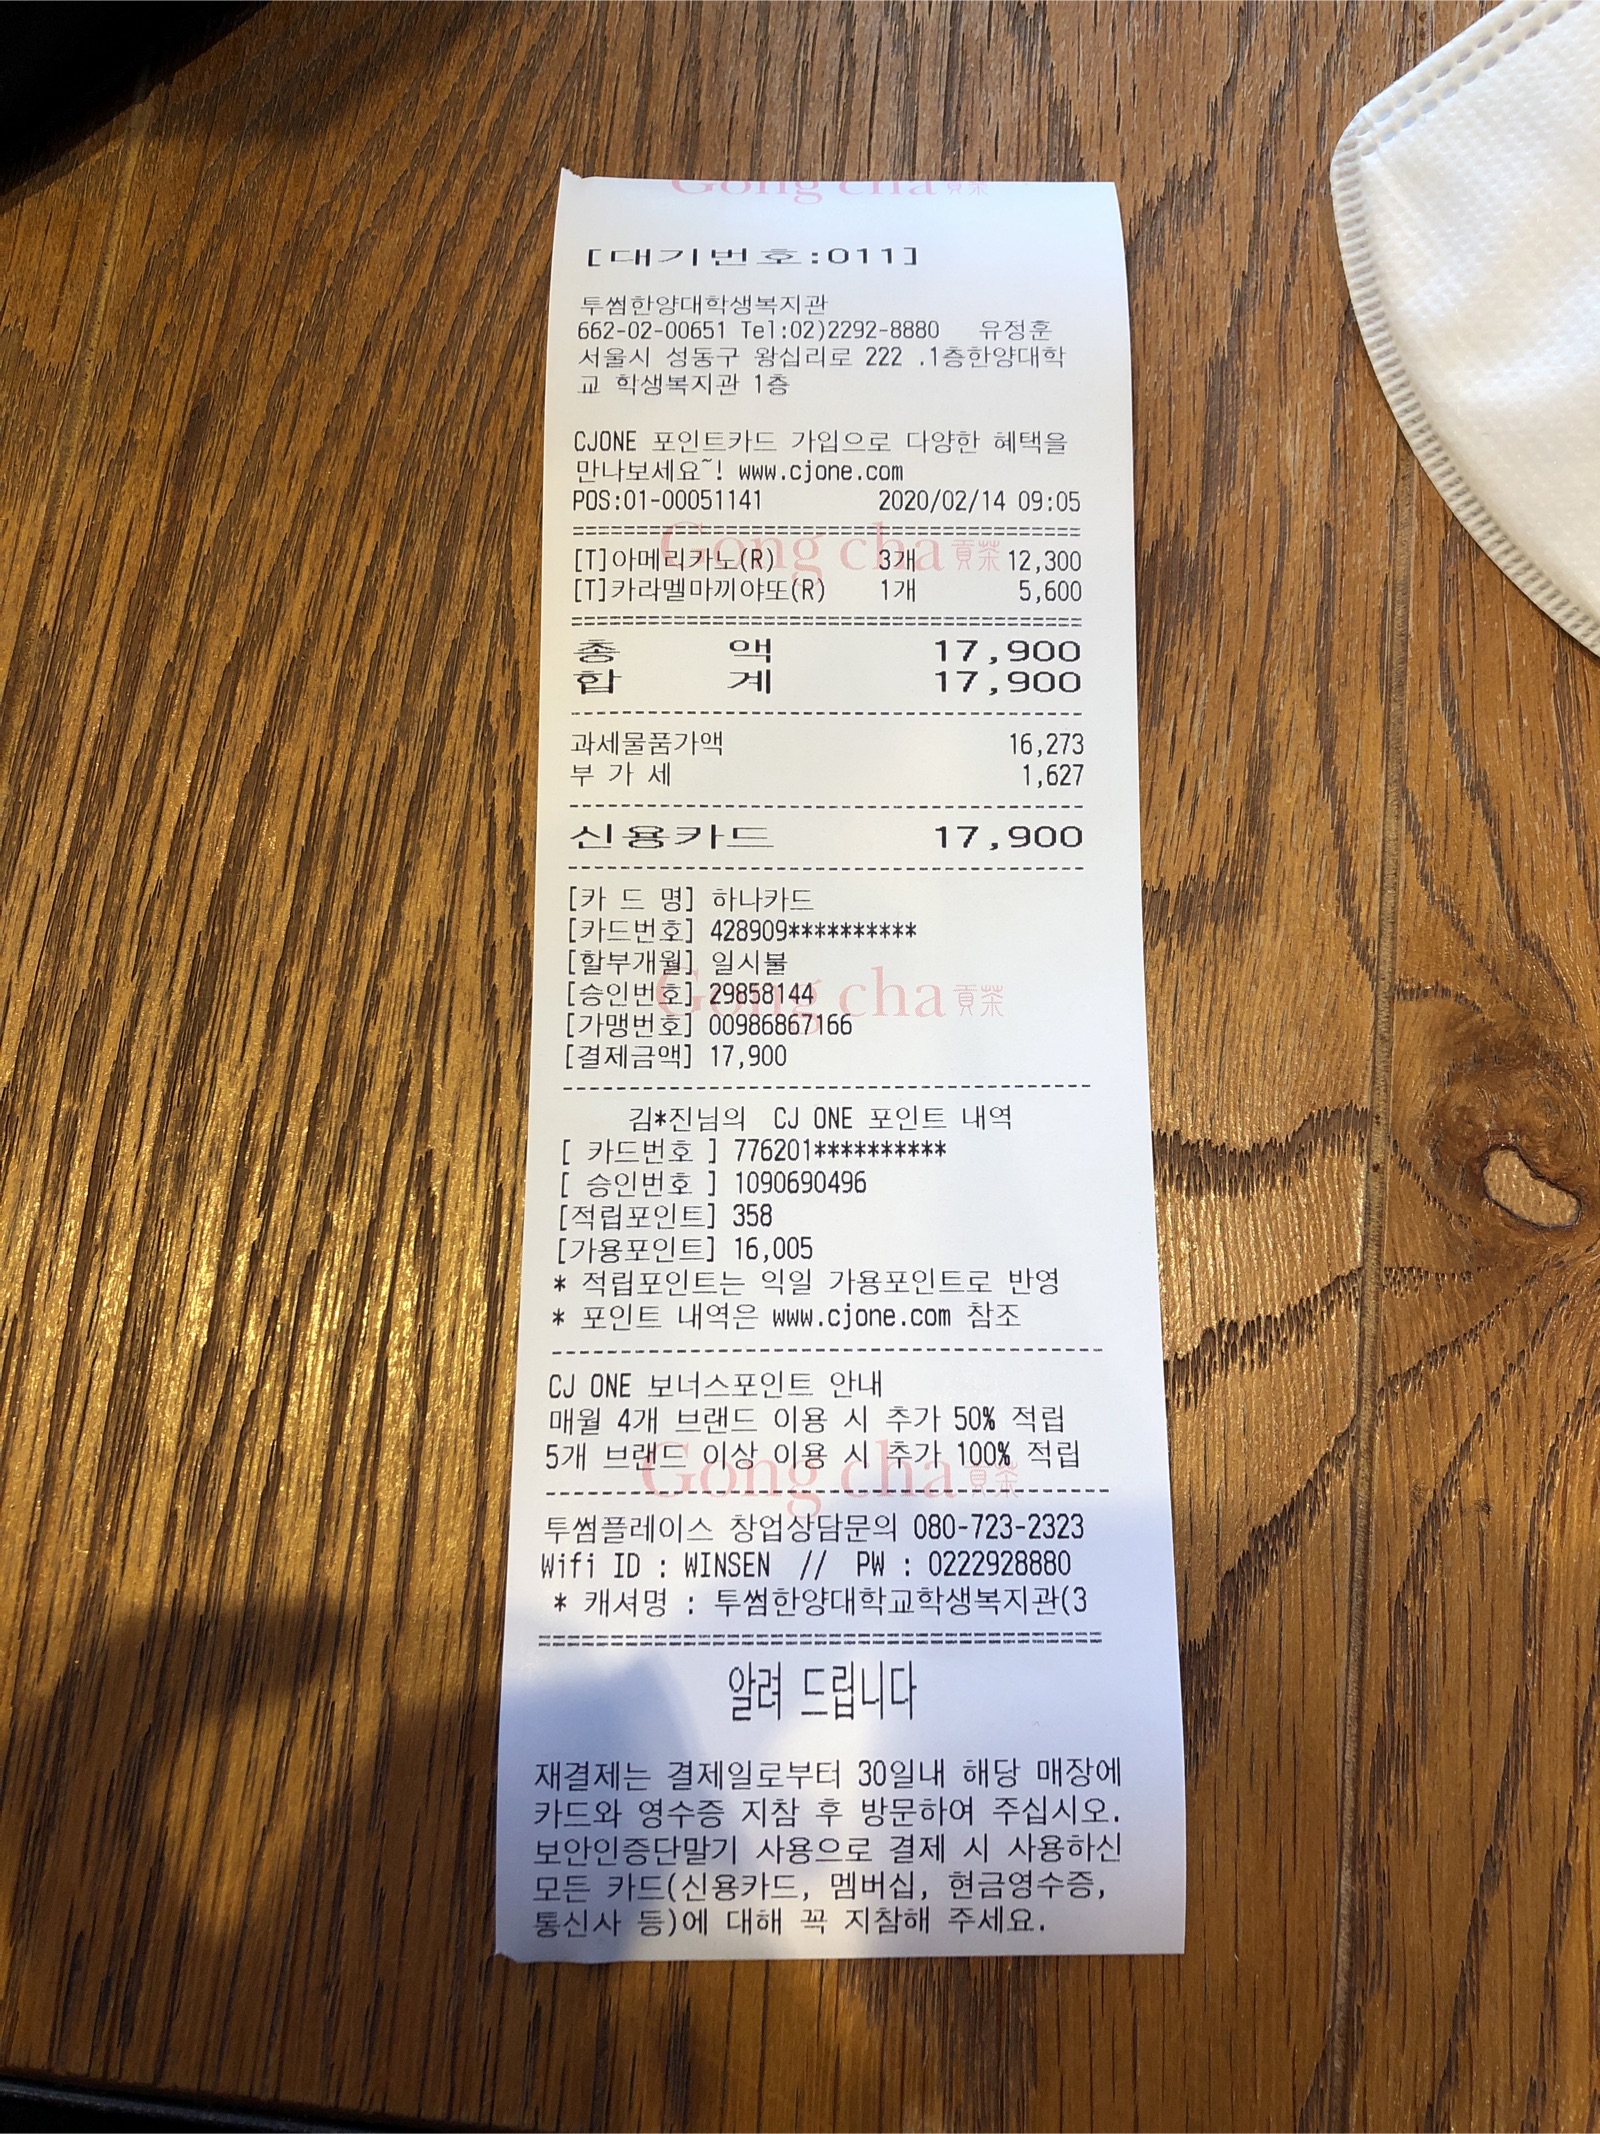 Gong cha 貢茶
[대기번호:011]
투썸한양대학생복지관
662-02-00651 Tel:02)2292-8880 유정훈
서울시 성동구 왕십리로 222 .1층한양대학
교 학생복지관 1층
CJONE 포인트카드 가입으로 다양한 혜택을
만나보세요~! www.cjone.com
POS:01-00051141 2020/02/14 09:05
Gong cha 貢茶
[T]아메리카노(R) 3개 12,300
[T]카라멜마끼야또(R) 1개 5,600
총 액 17,900
합 계 17,900
과세물품가액 16,273
부 가 세 1,627
신용카드 17,900
[카 드 명] 하나카드
[카드번호] 428909**********
[할부개월] 일시불
[승인번호] 29858144
Gong cha 貢茶
[가맹번호] 00986867166
[결제금액] 17,900
김*진님의 CJ ONE 포인트 내역
[ 카드번호 ] 776201**********
[ 승인번호 ] 1090690496
[적립포인트] 358
[가용포인트] 16,005
* 적립포인트는 익일 가용포인트로 반영
* 포인트 내역은 www.cjone.com 참조
CJ ONE 보너스포인트 안내
매월 4개 브랜드 이용 시 추가 50% 적립
5개 브랜드 이상 이용 시 추가 100% 적립
Gong cha 貢茶
투썸플레이스 창업상담문의 080-723-2323
Wifi ID : WINSEN // PW : 0222928880
* 캐셔명 : 투썸한양대학교학생복지관(3
알려 드립니다
재결제는 결제일로부터 30일내 해당 매장에
카드와 영수증 지참 후 방문하여 주십시오.
보안인증단말기 사용으로 결제 시 사용하신
모든 카드(신용카드, 멤버십, 현금영수증,
통신사 등)에 대해 꼭 지참해 주세요.